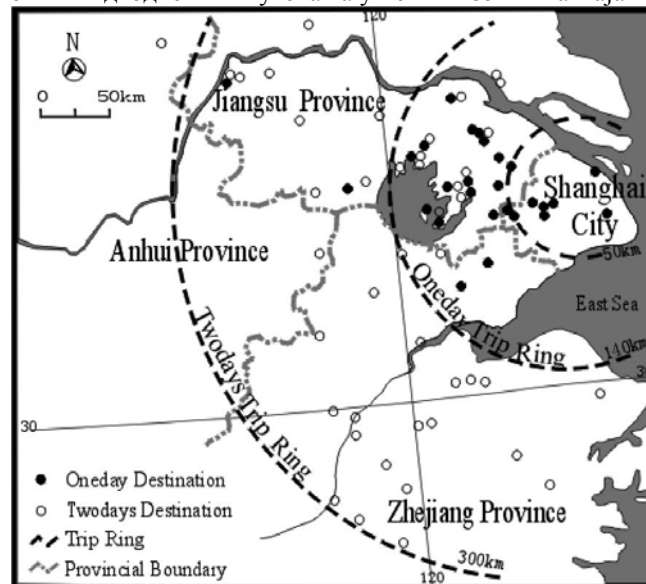 120
N
0 50km
Jiangsu Province
Shanghai
City
Anhui Province
50km
East Sea
Oneday Trip Ring
140km
Twodays Trip Ring
30
Oneday Destination
Twodays Destination
Trip Ring
Provincial Boundary
Zhejiang Province
300km
120